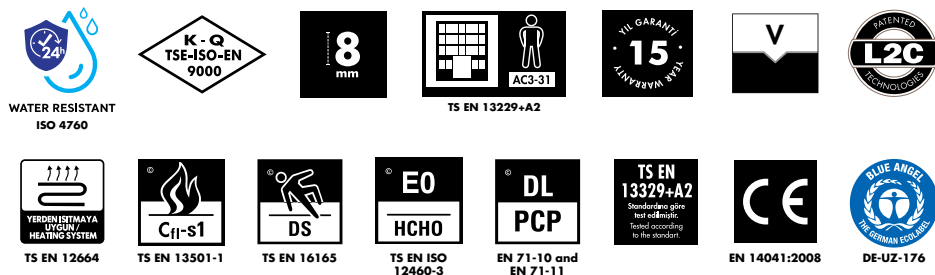 24h
WATER RESISTANT
ISO 4760
K - Q
TSE-ISO-EN
9000
8
mm
AC3-31
TS EN 13229+A2
YIL GARANTİ
15
YEAR WARRANTY
V
PATENTED
L2C
TECHNOLOGIES
YERDEN ISITMAYA
UYGUN /
HEATING SYSTEM
TS EN 12664
©
Cfl-s1
TS EN 13501-1
©
DS
TS EN 16165
©
E0
HCHO
TS EN ISO
12460-3
©
DL
PCP
EN 71-10 and
EN 71-11
TS EN
13329+A2
Standardına göre
test edilmiştir.
Tested according
to the standart.
CE
EN 14041:2008
BLUE ANGEL
THE GERMAN ECOLABEL
DE-UZ-176